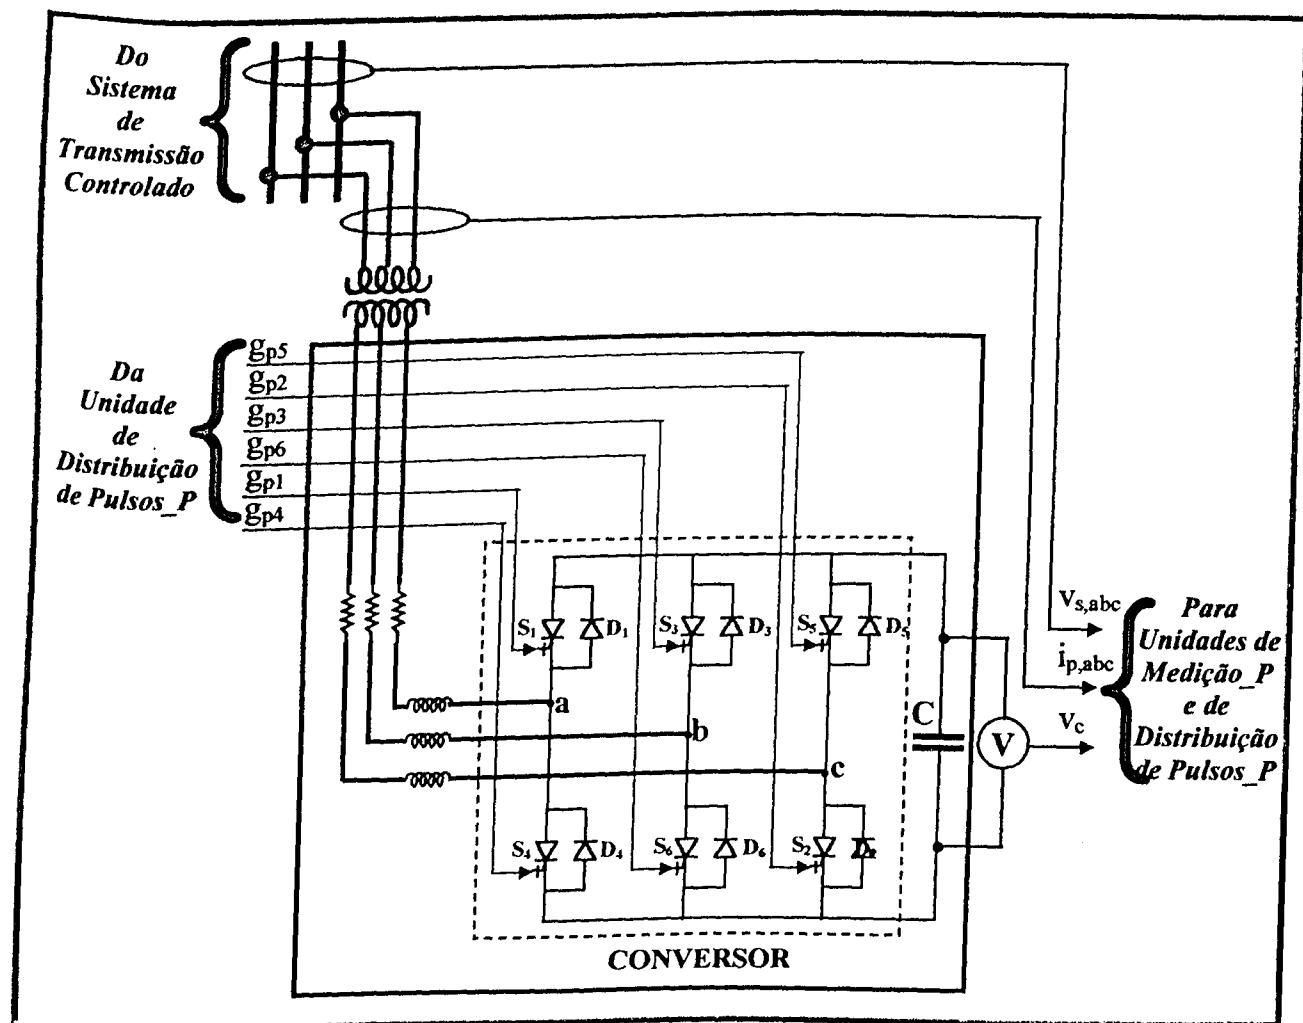 Do
Sistema
de
Transmissão
Controlado
Da
Unidade
de
Distribuição
de Pulsos_P
gp5
gp2
gp3
gp6
gp1
gp4
S1
D1
S3
D3
S5
D5
a
b
c
C
V
S4
D4
S6
D6
S2
CONVERSOR
Vs,abc
ip,abc
Vc
Para
Unidades de
Medição_P
e de
Distribuição
de Pulsos_P